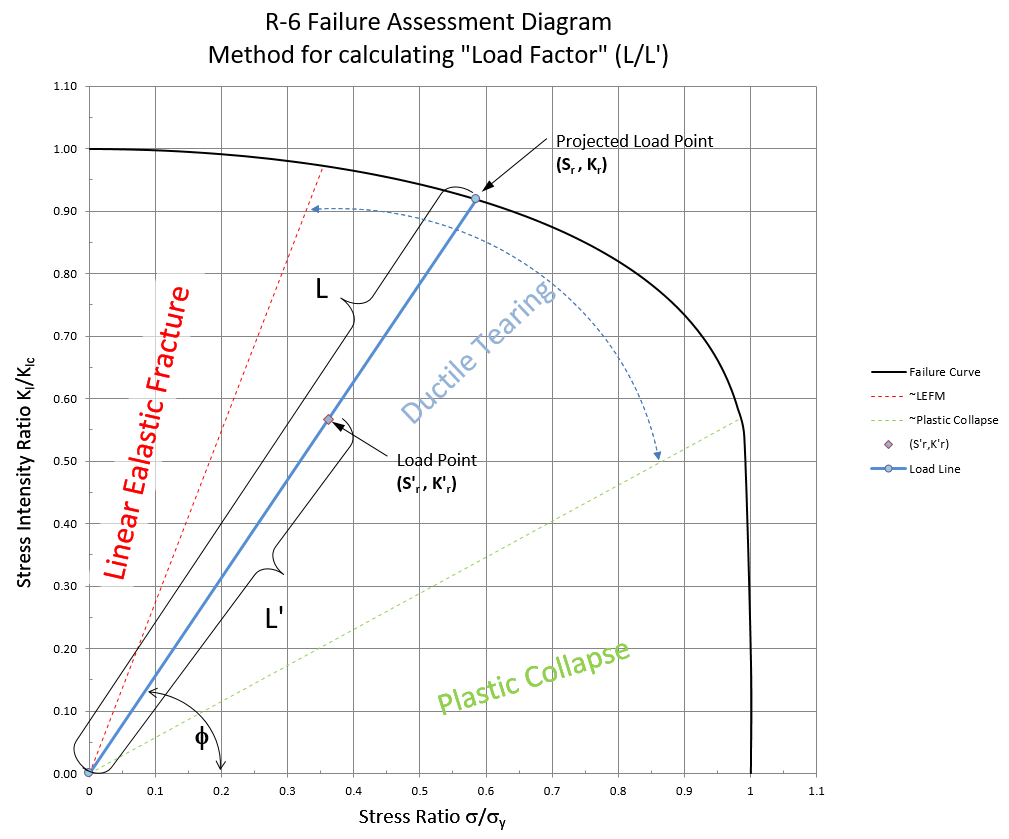 R-6 Failure Assessment Diagram
Method for calculating "Load Factor" (L/L')
1.10
1.00
0.90
0.80
0.70
0.60
0.50
0.40
0.30
0.20
0.10
0.00
0
0.1
0.2
0.3
0.4
0.5
0.6
0.7
0.8
0.9
1
1.1
Stress Intensity Ratio KI/KIc
Stress Ratio σ/σy
Projected Load Point
(Sr , Kr)
L
Linear Ealastic Fracture
Ductile Tearing
Load Point
(S'r , K'r)
L'
Plastic Collapse
ϕ
Failure Curve
~LEFM
~Plastic Collapse
(S'r,K'r)
Load Line